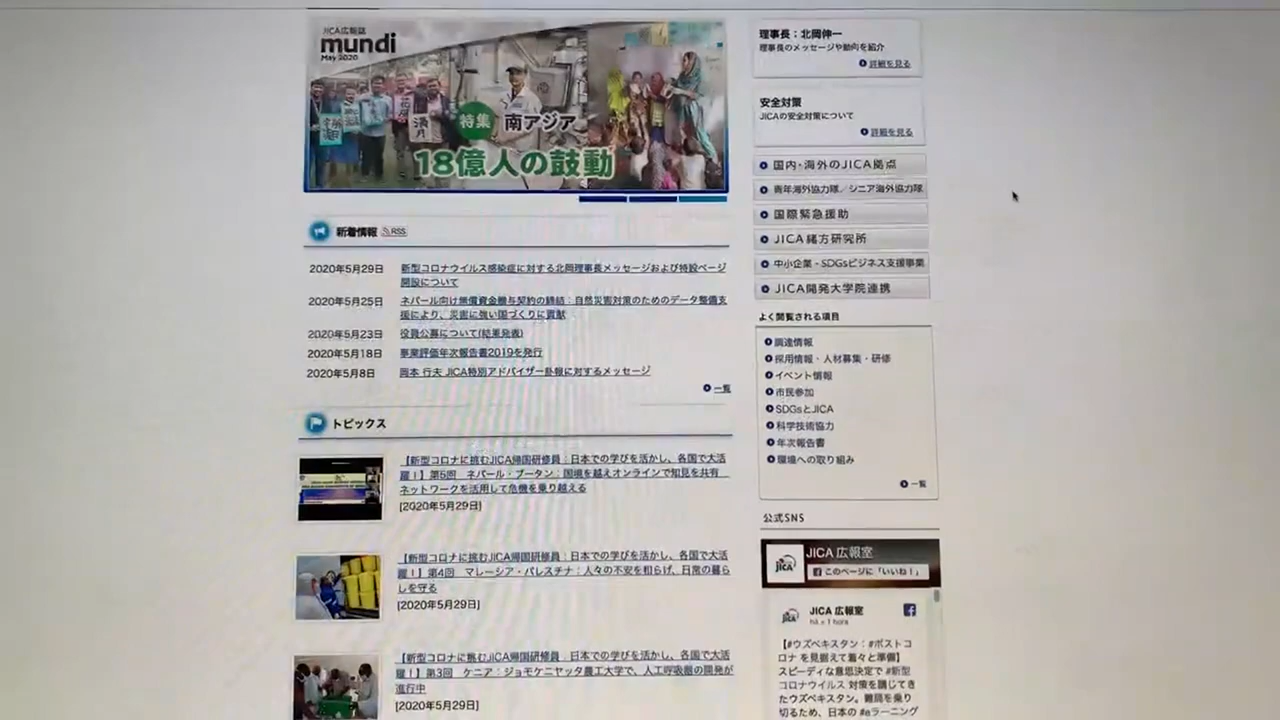 JICA広報誌
mundi
May 2020
特集 南アジア
18億人の鼓動
新着情報 RSS
2020年5月29日 新型コロナウイルス感染症に対する北岡理事長メッセージおよび特設ページ
開設について
2020年5月25日 ネパール向け無償資金贈与契約の締結：自然災害対策のためのデータ整備支
援により、災害に強い国づくりに貢献
2020年5月23日 役員公募について(結果発表)
2020年5月18日 事業評価年次報告書2019を発行
2020年5月8日 岡本 行夫 JICA特別アドバイザー訃報に対するメッセージ
一覧
トピックス
【新型コロナに挑むJICA帰国研修員：日本での学びを活かし、各国で大活
躍！】第5回 ネパール・ブータン：国境を越えオンラインで知見を共有
ネットワークを活用して危機を乗り越える
[2020年5月29日]
【新型コロナに挑むJICA帰国研修員：日本での学びを活かし、各国で大活
躍！】第4回 マレーシア・パレスチナ：人々の不安を和らげ、日常の暮ら
しを守る
[2020年5月29日]
【新型コロナに挑むJICA帰国研修員：日本での学びを活かし、各国で大活
躍！】第3回 ケニア：ジョモケニヤッタ農工大学で、人工呼吸器の開発が
進行中
[2020年5月29日]
理事長：北岡伸一
理事長のメッセージや動向を紹介
詳細を見る
安全対策
JICAの安全対策について
詳細を見る
国内・海外のJICA拠点
青年海外協力隊／シニア海外協力隊
国際緊急援助
JICA緒方研究所
中小企業・SDGsビジネス支援事業
JICA開発大学院連携
よく閲覧される項目
調達情報
採用情報・人材募集・研修
イベント情報
市民参加
SDGsとJICA
科学技術協力
年次報告書
環境への取り組み
一覧
公式SNS
JICA 広報室
このページに「いいね！」
JICA 広報室
há ± 1 hora
【#ウズベキスタン：#ポストコ
ロナ を見据えて着々と準備】
スピーディな意思決定で #新型
コロナウイルス 対策を講じてき
たウズベキスタン。難局を乗り
切るため、日本の #eラーニング